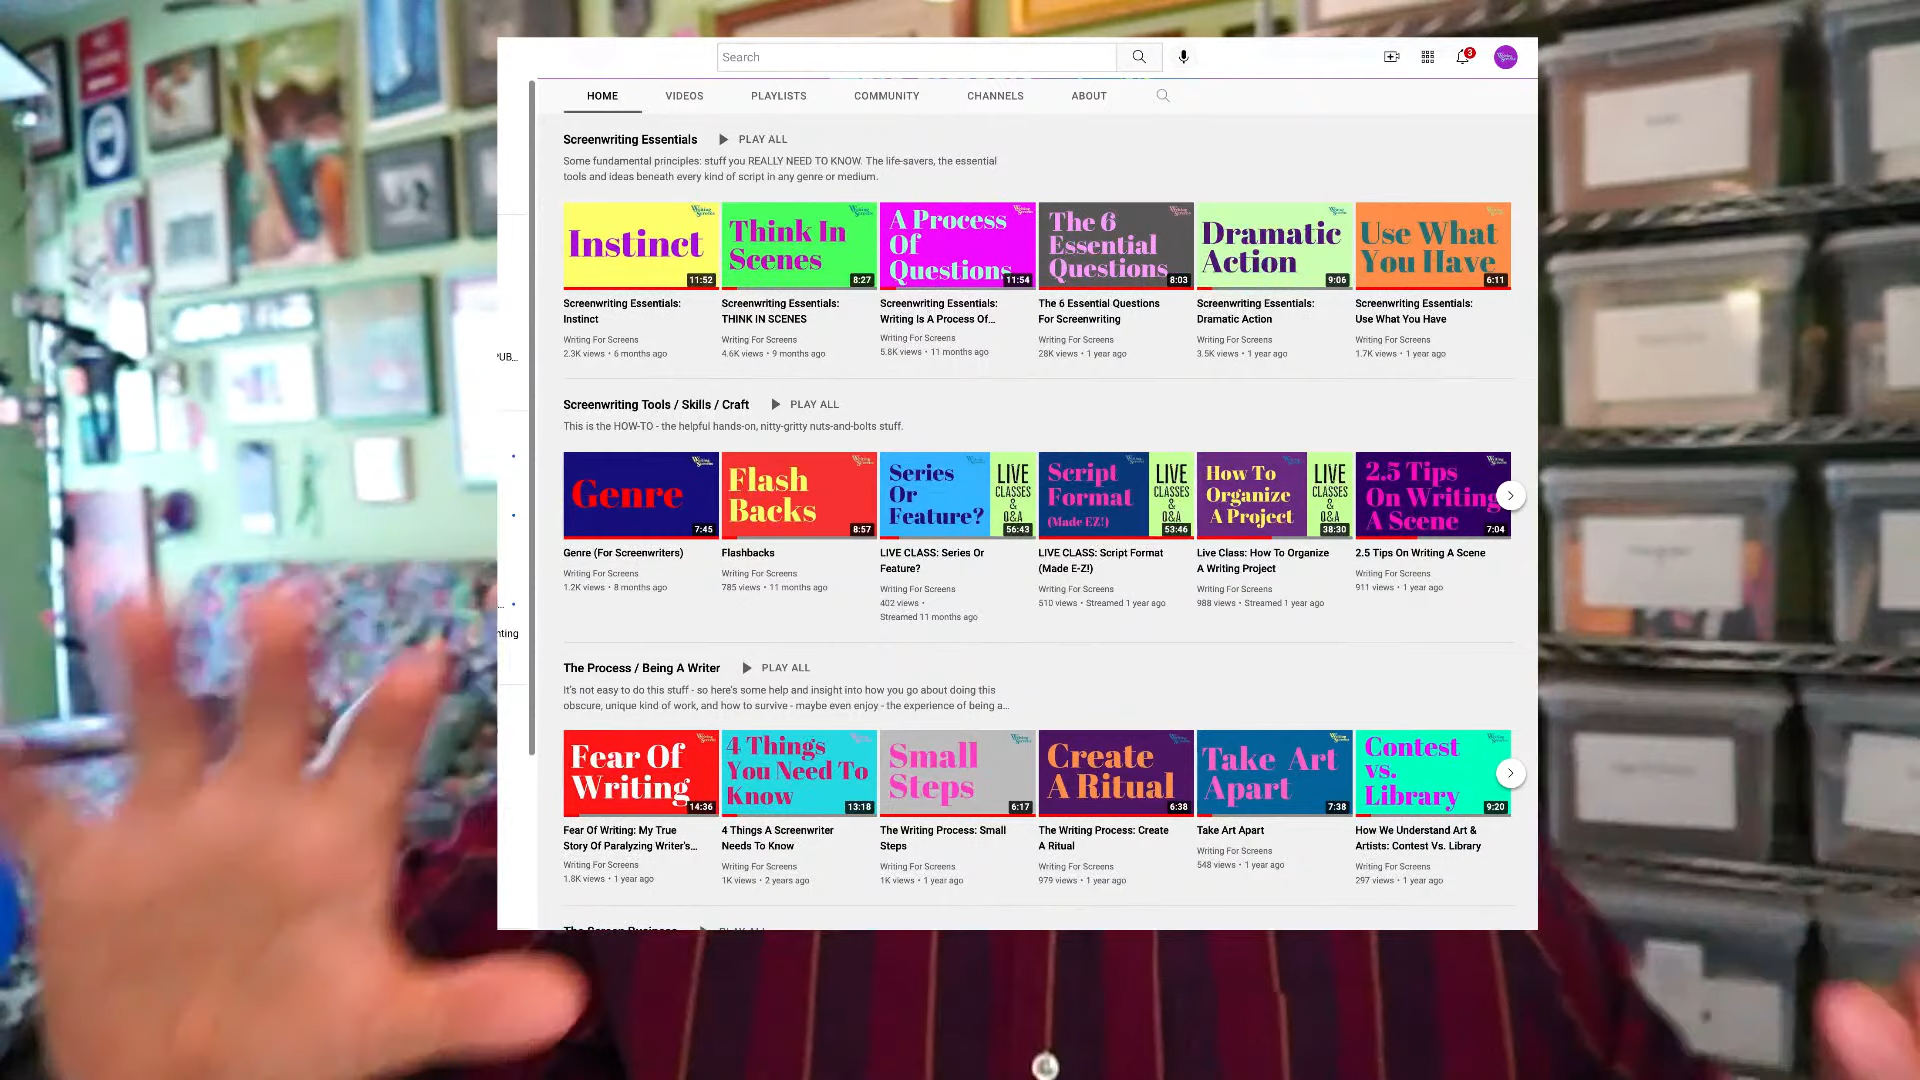 Search
3
HOME VIDEOS PLAYLISTS COMMUNITY CHANNELS ABOUT
Screenwriting Essentials PLAY ALL
Some fundamental principles: stuff you REALLY NEED TO KNOW. The life-savers, the essential
tools and ideas beneath every kind of script in any genre or medium.
Instinct
11:52
Screenwriting Essentials:
Instinct
Writing For Screens
2.3K views • 6 months ago
Think In
Scenes
8:27
Screenwriting Essentials:
THINK IN SCENES
Writing For Screens
4.6K views • 9 months ago
A Process
Of
Questions
11:54
Screenwriting Essentials:
Writing Is A Process Of...
Writing For Screens
5.8K views • 11 months ago
The 6
Essential
Questions
8:03
The 6 Essential Questions
For Screenwriting
Writing For Screens
28K views • 1 year ago
Dramatic
Action
9:06
Screenwriting Essentials:
Dramatic Action
Writing For Screens
3.5K views • 1 year ago
Use What
You Have
6:11
Screenwriting Essentials:
Use What You Have
Writing For Screens
1.7K views • 1 year ago
Screenwriting Tools / Skills / Craft PLAY ALL
This is the HOW-TO - the helpful hands-on, nitty-gritty nuts-and-bolts stuff.
Genre
7:45
Genre (For Screenwriters)
Writing For Screens
1.2K views • 8 months ago
Flash
Backs
8:57
Flashbacks
Writing For Screens
785 views • 11 months ago
Series
Or
Feature?
LIVE
CLASSES
&
Q&A
56:43
LIVE CLASS: Series Or
Feature?
Writing For Screens
402 views •
Streamed 11 months ago
Script
Format
(Made EZ!)
LIVE
CLASSES
&
Q&A
53:46
LIVE CLASS: Script Format
(Made E-Z!)
Writing For Screens
510 views • Streamed 1 year ago
How To
Organize
A Project
LIVE
CLASSES
&
Q&A
38:30
Live Class: How To Organize
A Writing Project
Writing For Screens
988 views • Streamed 1 year ago
2.5 Tips
On Writing
A Scene
7:04
2.5 Tips On Writing A Scene
Writing For Screens
911 views • 1 year ago
The Process / Being A Writer PLAY ALL
It's not easy to do this stuff - so here's some help and insight into how you go about doing this
obscure, unique kind of work, and how to survive - maybe even enjoy - the experience of being a...
Fear Of
Writing
14:36
Fear Of Writing: My True
Story Of Paralyzing Writer's...
Writing For Screens
1.8K views • 1 year ago
4 Things
You Need To
Know
13:18
4 Things A Screenwriter
Needs To Know
Writing For Screens
1K views • 2 years ago
Small
Steps
6:17
The Writing Process: Small
Steps
Writing For Screens
1K views • 1 year ago
Create
A Ritual
6:38
The Writing Process: Create
A Ritual
Writing For Screens
979 views • 1 year ago
Take Art
Apart
7:38
Take Art Apart
Writing For Screens
548 views • 1 year ago
Contest
vs.
Library
9:20
How We Understand Art &
Artists: Contest Vs. Library
Writing For Screens
297 views • 1 year ago